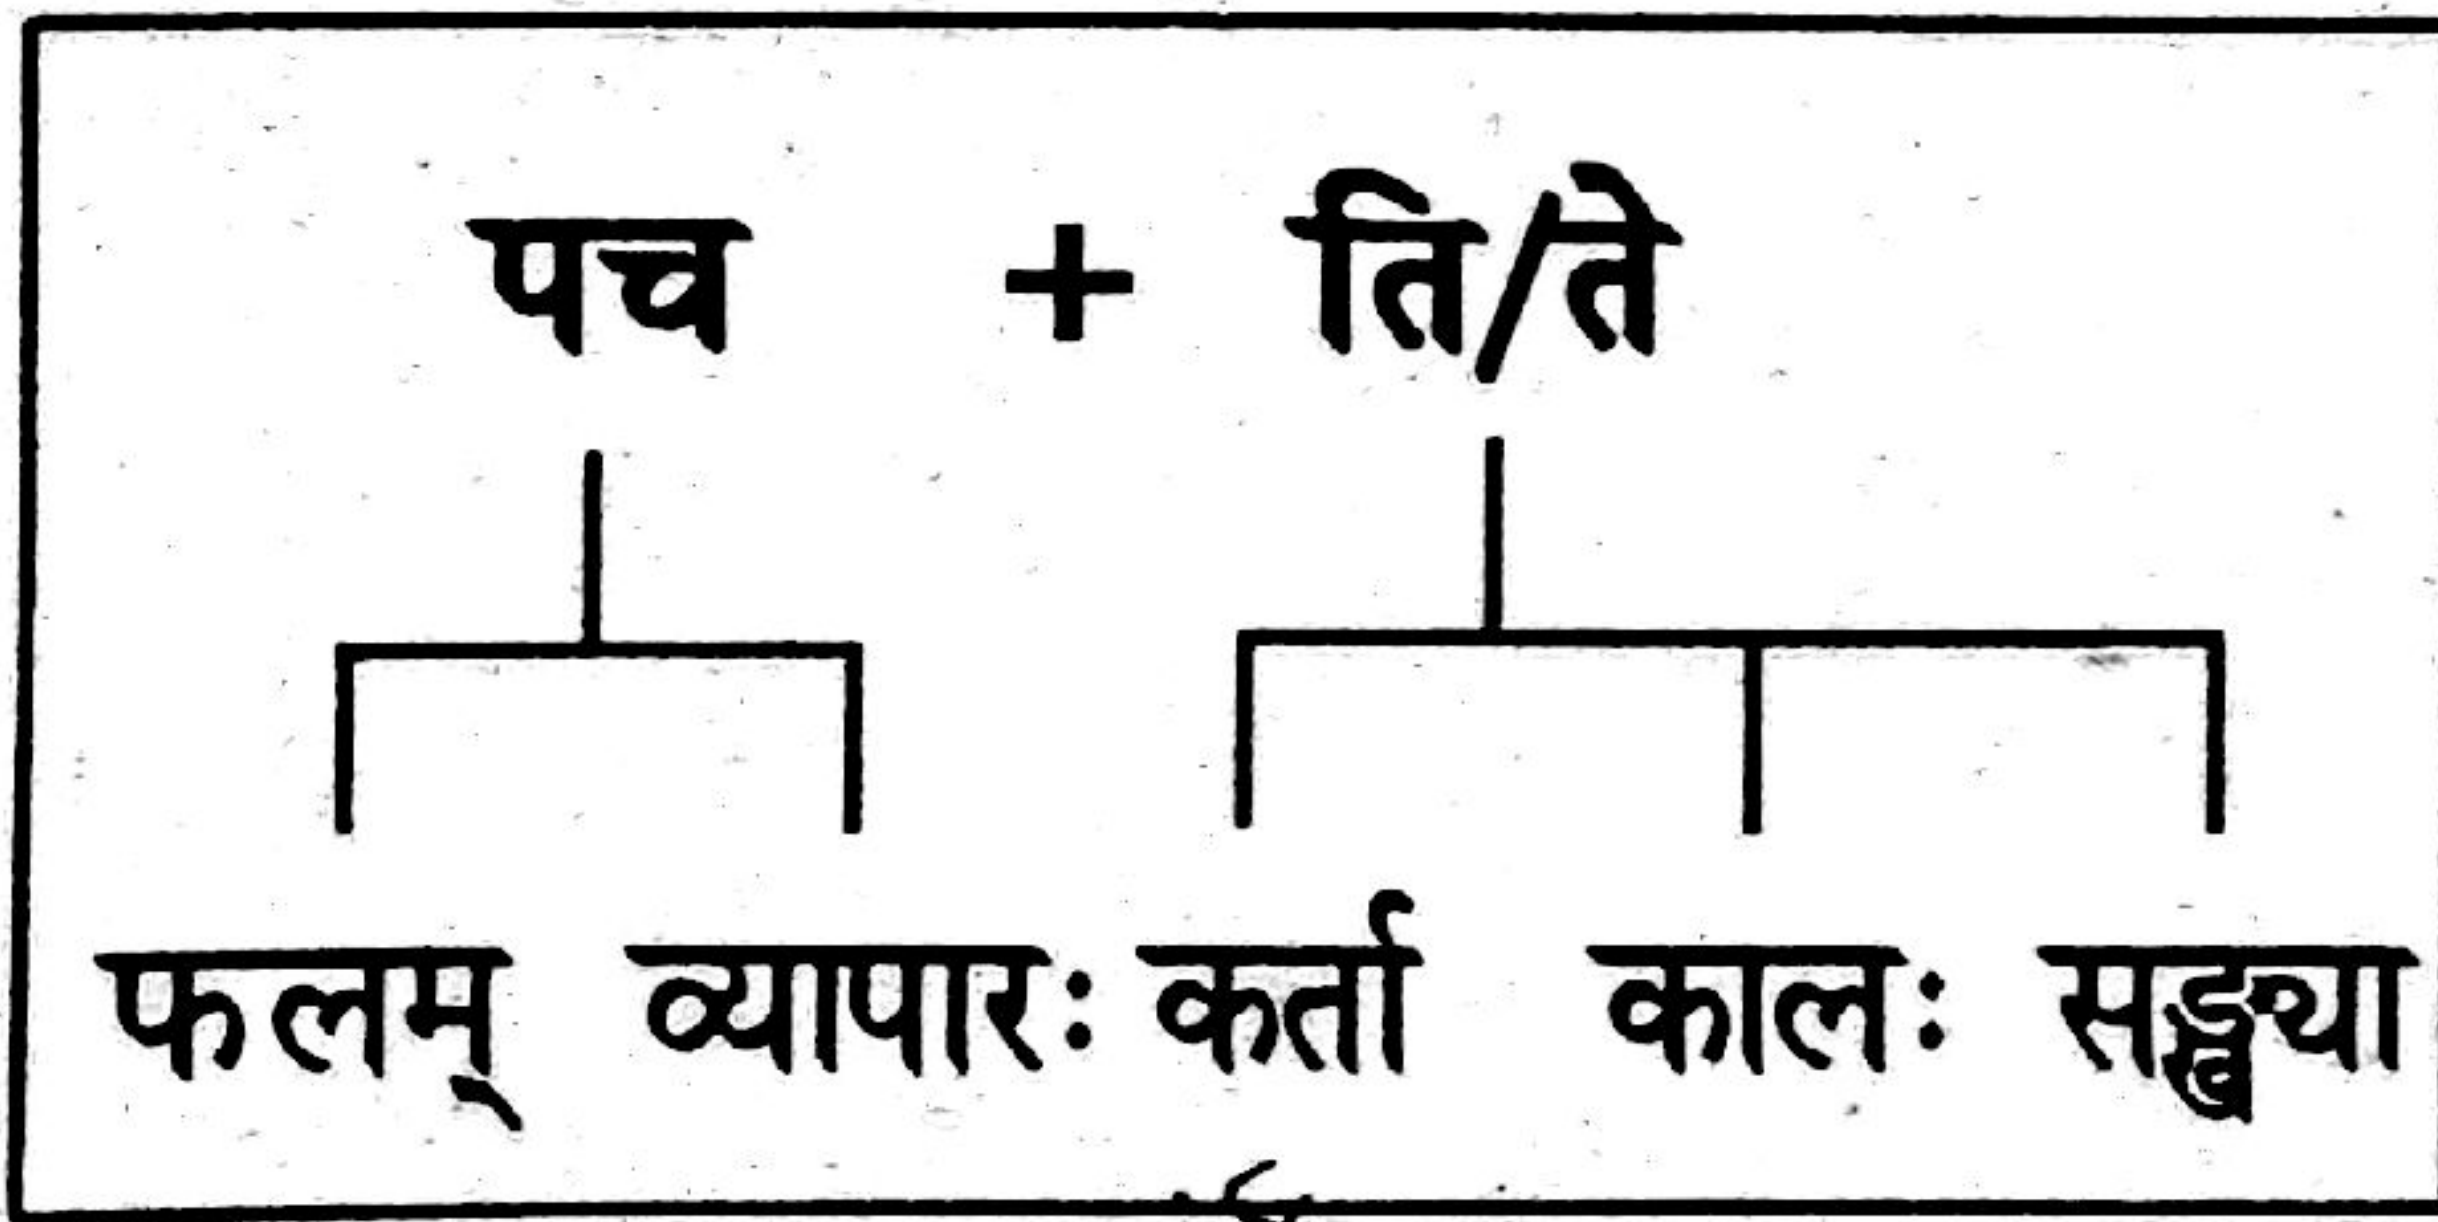 पच + ति/ते
फलम् व्यापारः कर्ता कालः सङ्ख्या